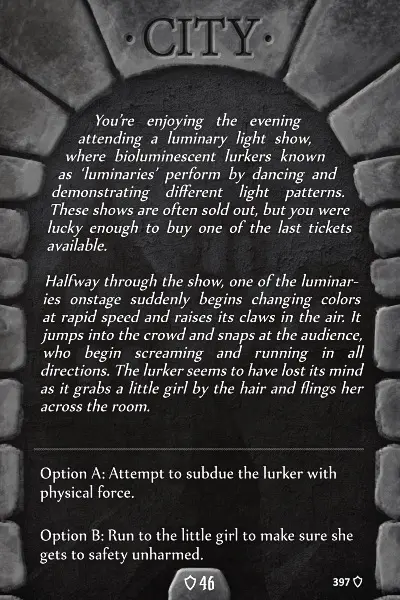 · CITY ·
You're enjoying the evening
attending a luminary light show,
where bioluminescent lurkers known
as 'luminaries' perform by dancing and
demonstrating different light patterns.
These shows are often sold out, but you were
lucky enough to buy one of the last tickets
available.
Halfway through the show, one of the luminar-
ies onstage suddenly begins changing colors
at rapid speed and raises its claws in the air. It
jumps into the crowd and snaps at the audience,
who begin screaming and running in all
directions. The lurker seems to have lost its mind
as it grabs a little girl by the hair and flings her
across the room.
Option A: Attempt to subdue the lurker with
physical force.
Option B: Run to the little girl to make sure she
gets to safety unharmed.
46
397